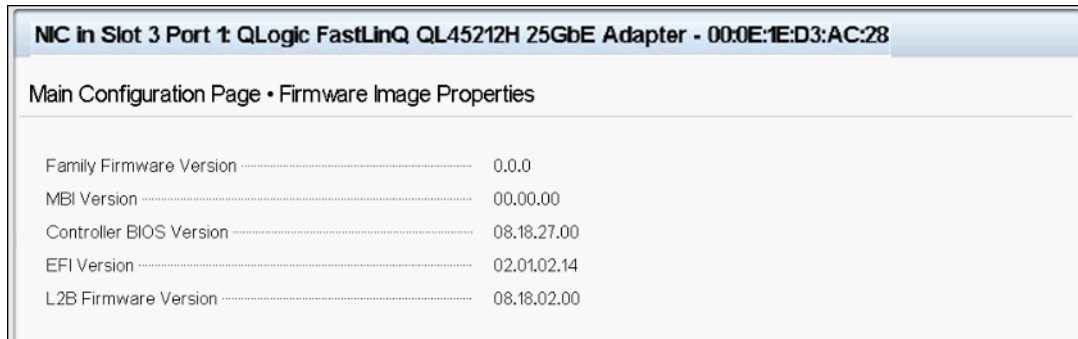 NIC in Slot 3 Port 1: QLogic FastLinQ QL45212H 25GbE Adapter - 00:0E:1E:D3:AC:28
Main Configuration Page • Firmware Image Properties
Family Firmware Version 0.0.0
MBI Version 00.00.00
Controller BIOS Version 08.18.27.00
EFI Version 02.01.02.14
L2B Firmware Version 08.18.02.00